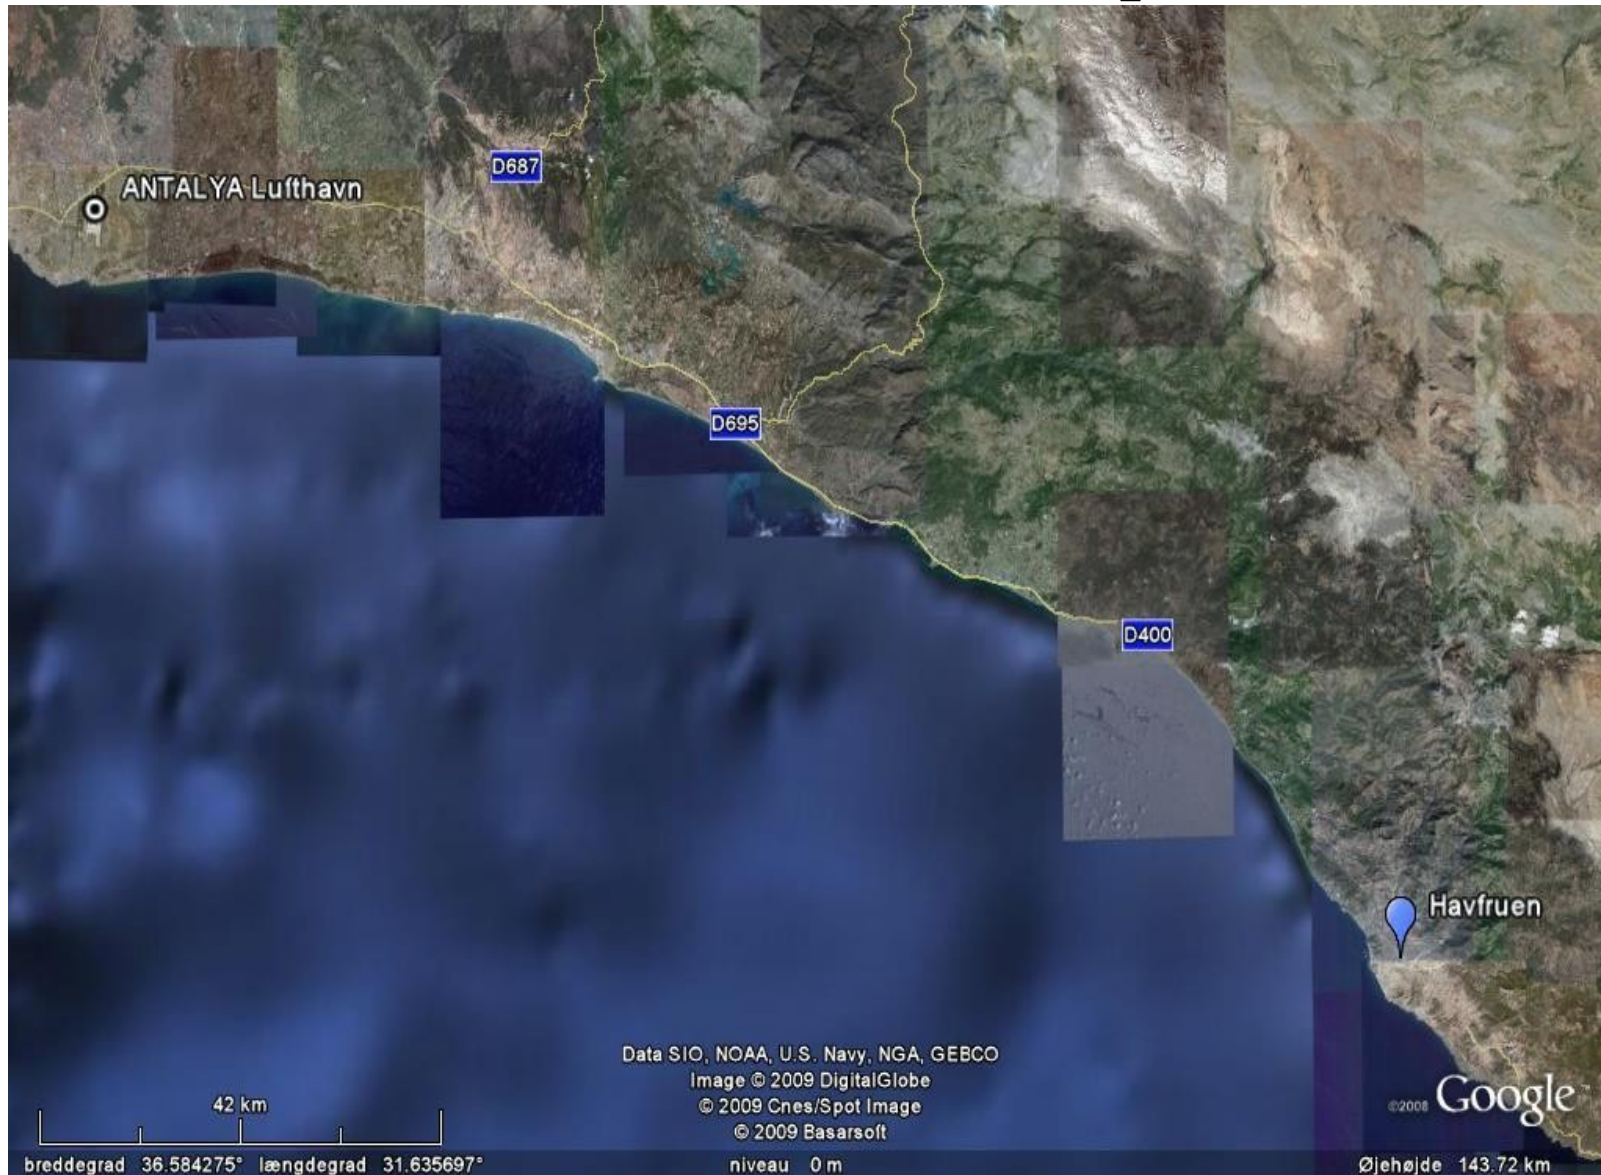 D687
ANTALYA Lufthavn
D695
D400
Havfruen
Data SIO, NOAA, U.S. Navy, NGA, GEBCO
Image © 2009 DigitalGlobe
© 2009 Cnes/Spot Image
© 2009 Basarsoft
©2008 Google™
42 km
breddegrad 36.584275° længdegrad 31.635697° niveau 0 m Øjehøjde 143.72 km